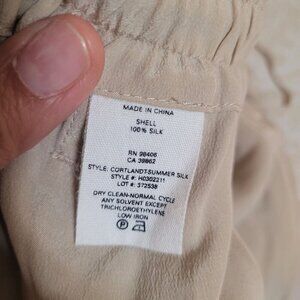 MADE IN CHINA
SHELL
100% SILK
RN 98406
CA 39862
STYLE: CORTLANDT-SUMMER SILK
STYLE #: H0302211
LOT #: 372538
DRY CLEAN-NORMAL CYCLE
ANY SOLVENT EXCEPT
TRICHLOROETHYLENE
LOW IRON
P